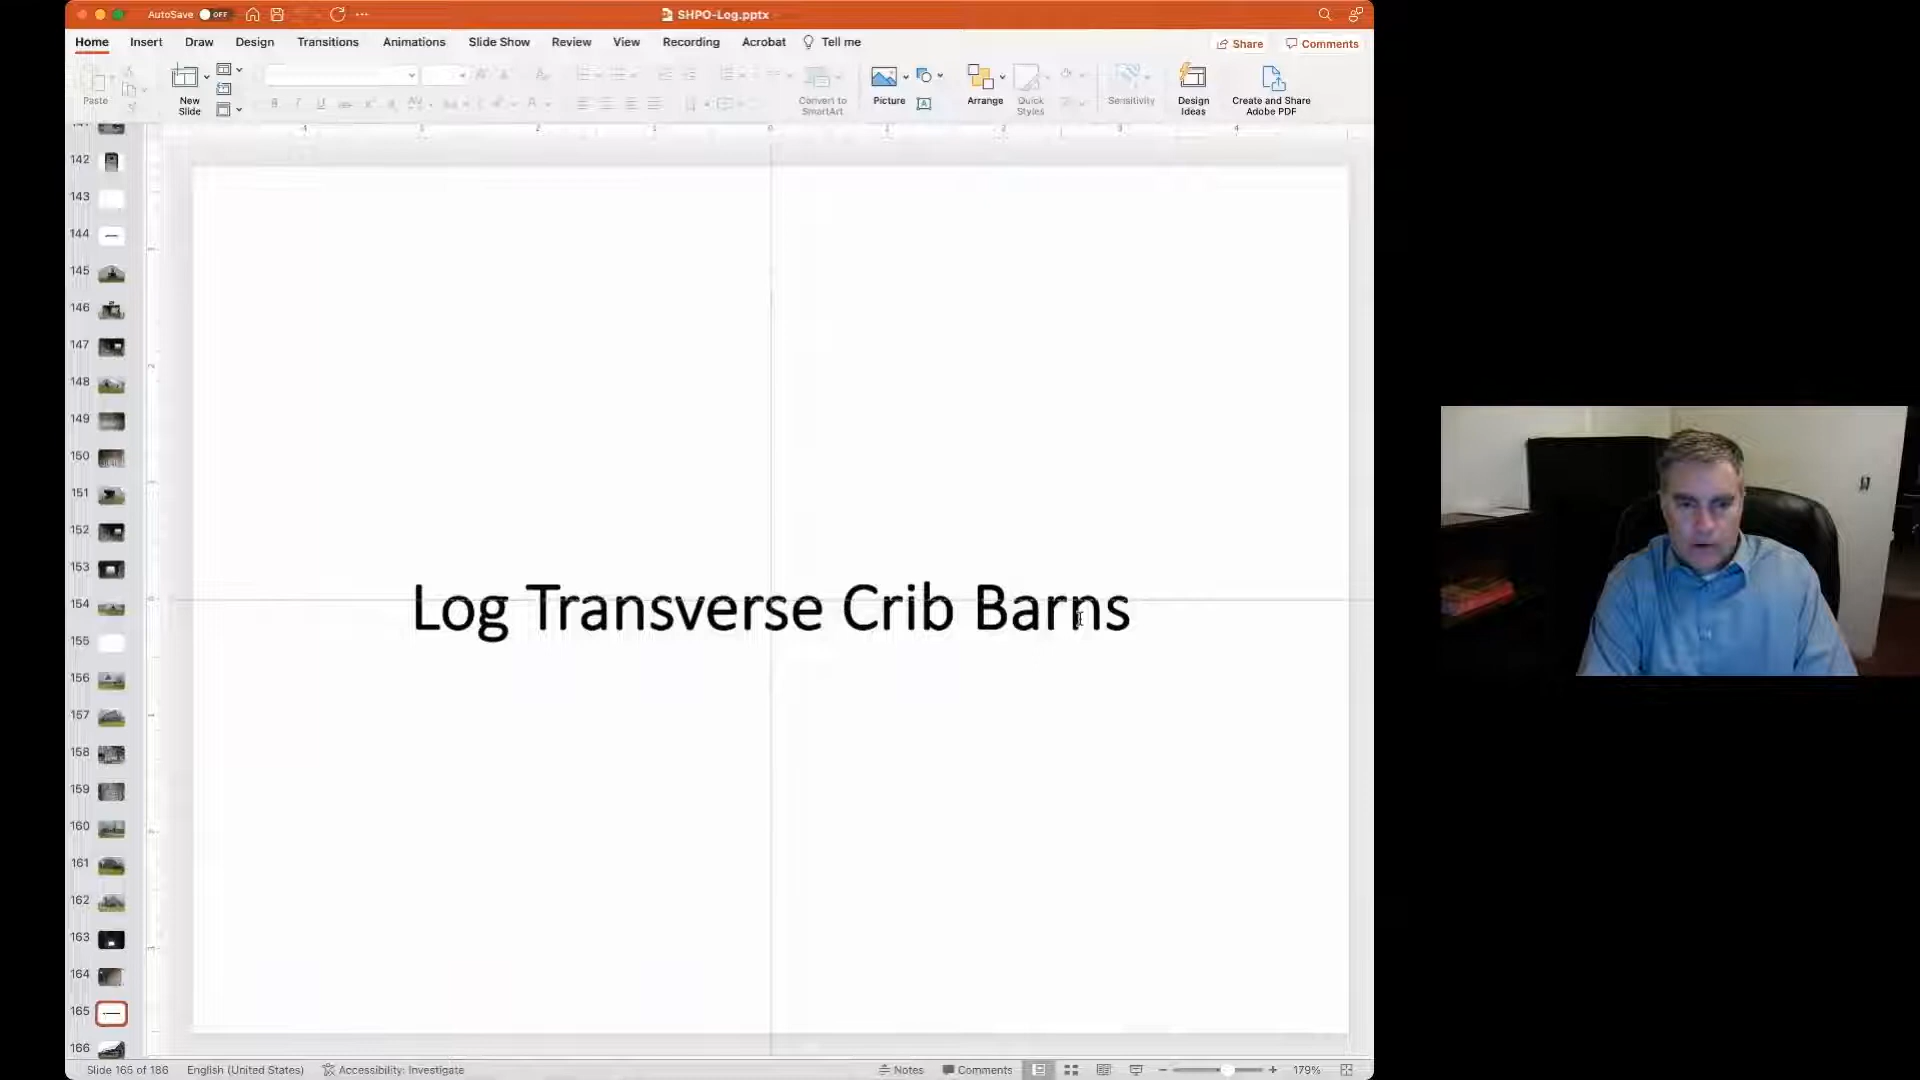 AutoSave OFF
SHPO-Log.pptx
Home Insert Draw Design Transitions Animations Slide Show Review View Recording Acrobat Tell me
Share Comments
Paste
New Slide
Convert to SmartArt
Picture
Arrange
Quick Styles
Sensitivity
Design Ideas
Create and Share Adobe PDF
142
143
144
145
146
147
148
149
150
151
152
153
154
155
156
157
158
159
160
161
162
163
164
165
166
Log Transverse Crib Barns
Slide 165 of 186 English (United States) Accessibility: Investigate Notes Comments 179%